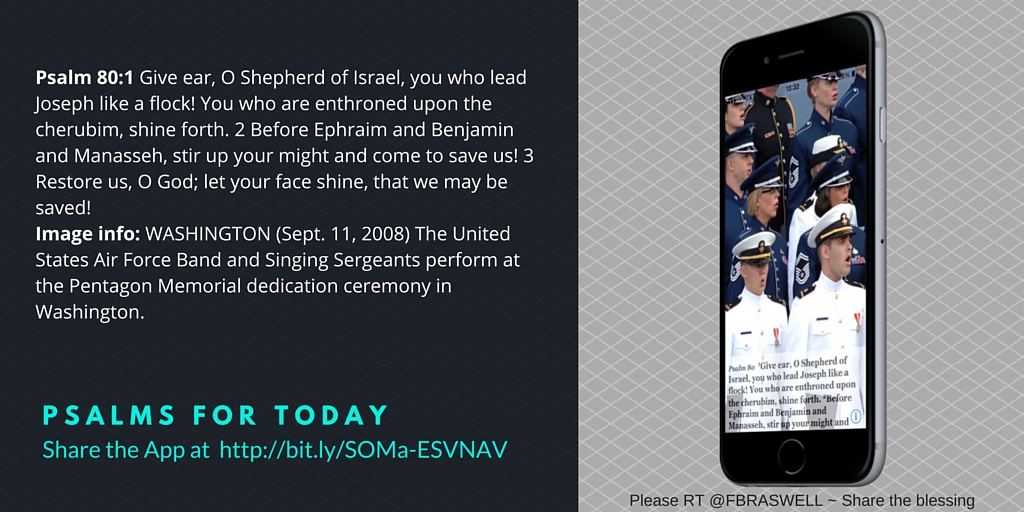 Psalm 80:1 Give ear, O Shepherd of Israel, you who lead
Joseph like a flock! You who are enthroned upon the
cherubim, shine forth. 2 Before Ephraim and Benjamin
and Manasseh, stir up your might and come to save us! 3
Restore us, O God; let your face shine, that we may be
saved!
Image info: WASHINGTON (Sept. 11, 2008) The United
States Air Force Band and Singing Sergeants perform at
the Pentagon Memorial dedication ceremony in
Washington.
PSALMS FOR TODAY
Share the App at http://bit.ly/SOMa-ESVNAV
13:32
Psalm 80 ¹Give ear, O Shepherd of
Israel, you who lead Joseph like a
flock! You who are enthroned upon
the cherubim, shine forth. ²Before
Ephraim and Benjamin and
Manasseh, stir up your might and
Please RT @FBRASWELL ~ Share the blessing